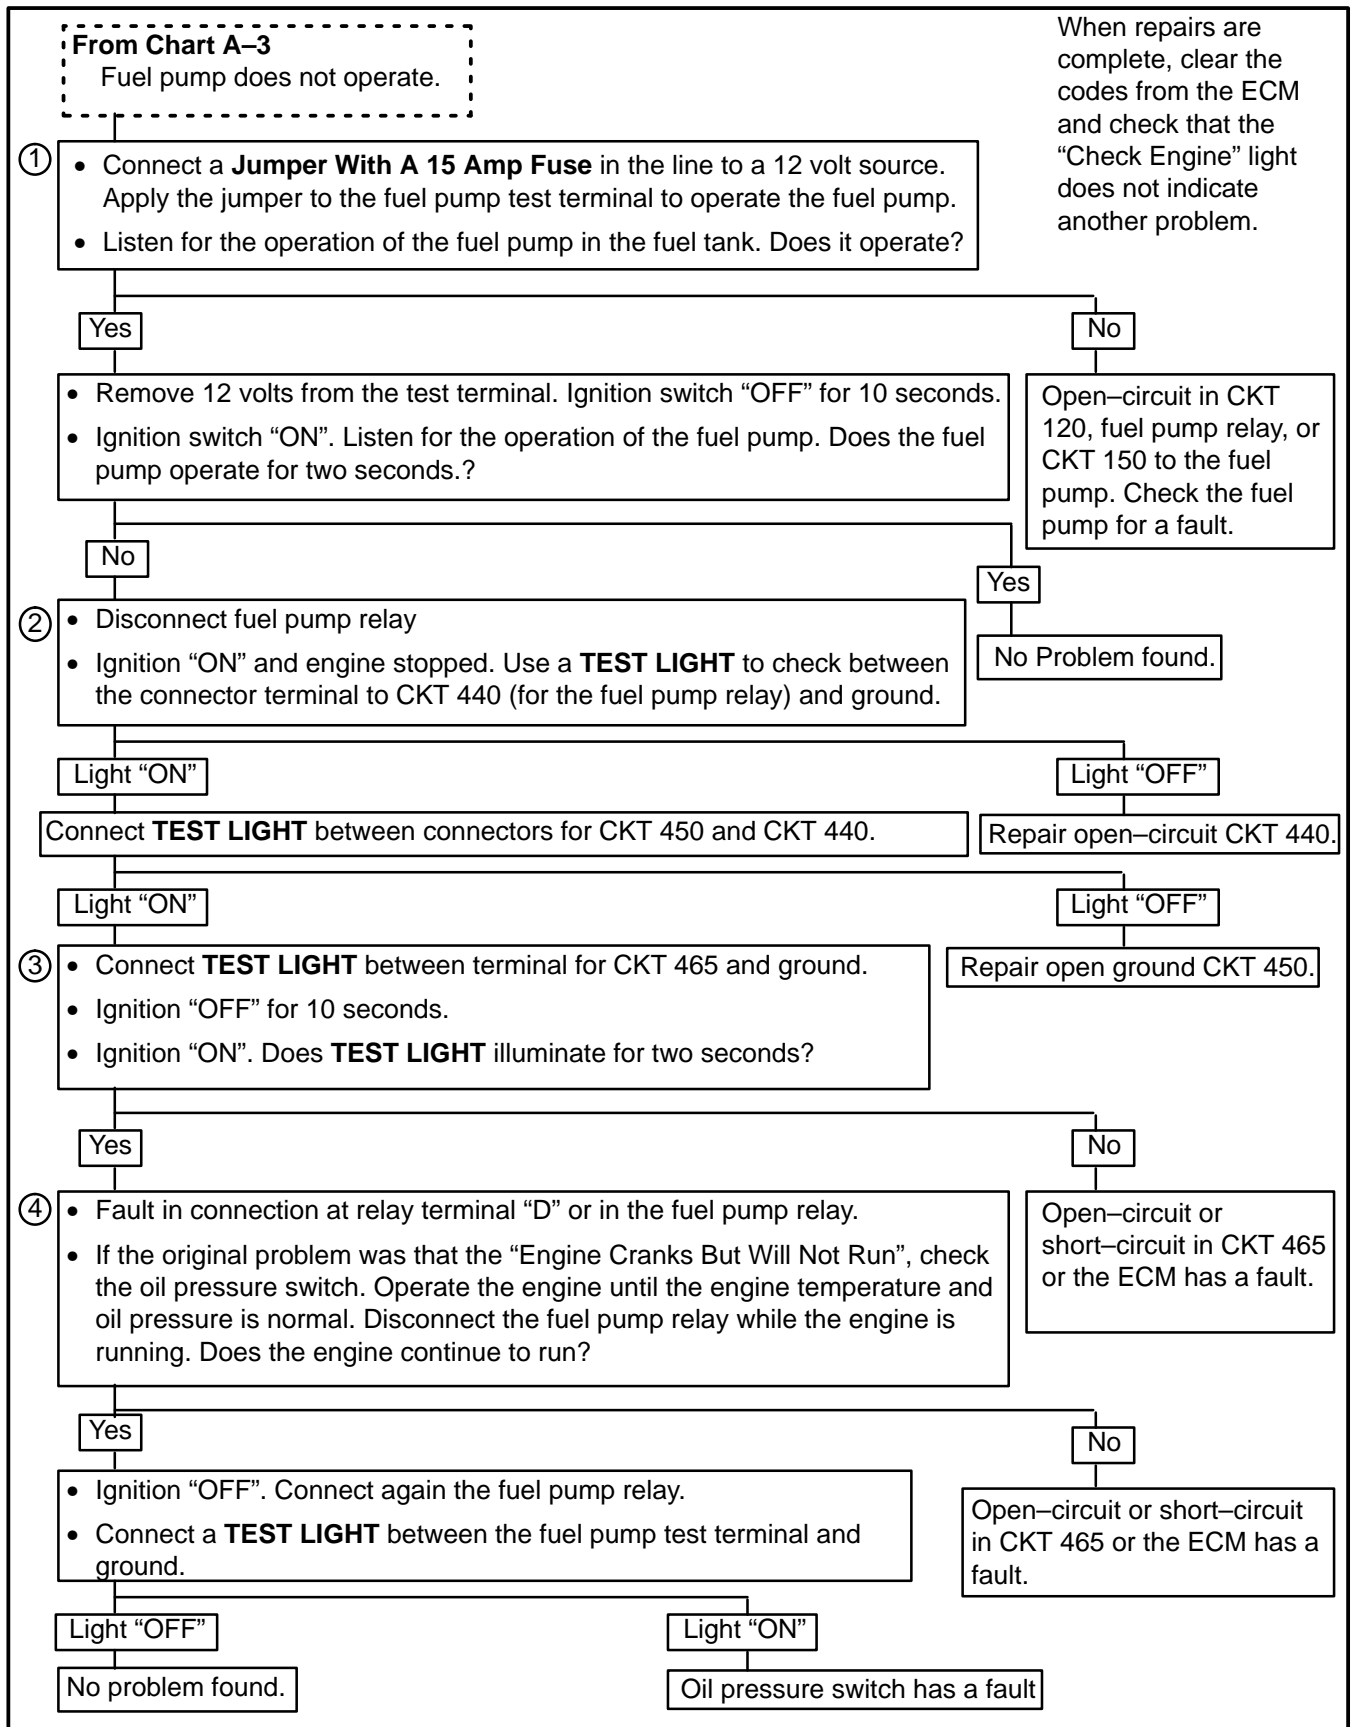 From Chart A–3
Fuel pump does not operate.
When repairs are
complete, clear the
codes from the ECM
and check that the
“Check Engine” light
does not indicate
another problem.
1
• Connect a Jumper With A 15 Amp Fuse in the line to a 12 volt source.
Apply the jumper to the fuel pump test terminal to operate the fuel pump.
• Listen for the operation of the fuel pump in the fuel tank. Does it operate?
Yes
No
• Remove 12 volts from the test terminal. Ignition switch “OFF” for 10 seconds.
• Ignition switch “ON”. Listen for the operation of the fuel pump. Does the fuel
pump operate for two seconds.?
Open–circuit in CKT
120, fuel pump relay, or
CKT 150 to the fuel
pump. Check the fuel
pump for a fault.
No
Yes
No Problem found.
2
• Disconnect fuel pump relay
• Ignition “ON” and engine stopped. Use a TEST LIGHT to check between
the connector terminal to CKT 440 (for the fuel pump relay) and ground.
Light “ON”
Light “OFF”
Connect TEST LIGHT between connectors for CKT 450 and CKT 440.
Repair open–circuit CKT 440.
Light “ON”
Light “OFF”
3
• Connect TEST LIGHT between terminal for CKT 465 and ground.
• Ignition “OFF” for 10 seconds.
• Ignition “ON”. Does TEST LIGHT illuminate for two seconds?
Repair open ground CKT 450.
Yes
No
4
• Fault in connection at relay terminal “D” or in the fuel pump relay.
• If the original problem was that the “Engine Cranks But Will Not Run”, check
the oil pressure switch. Operate the engine until the engine temperature and
oil pressure is normal. Disconnect the fuel pump relay while the engine is
running. Does the engine continue to run?
Open–circuit or
short–circuit in CKT 465
or the ECM has a fault.
Yes
No
• Ignition “OFF”. Connect again the fuel pump relay.
• Connect a TEST LIGHT between the fuel pump test terminal and
ground.
Open–circuit or short–circuit
in CKT 465 or the ECM has a
fault.
Light “OFF”
Light “ON”
No problem found.
Oil pressure switch has a fault